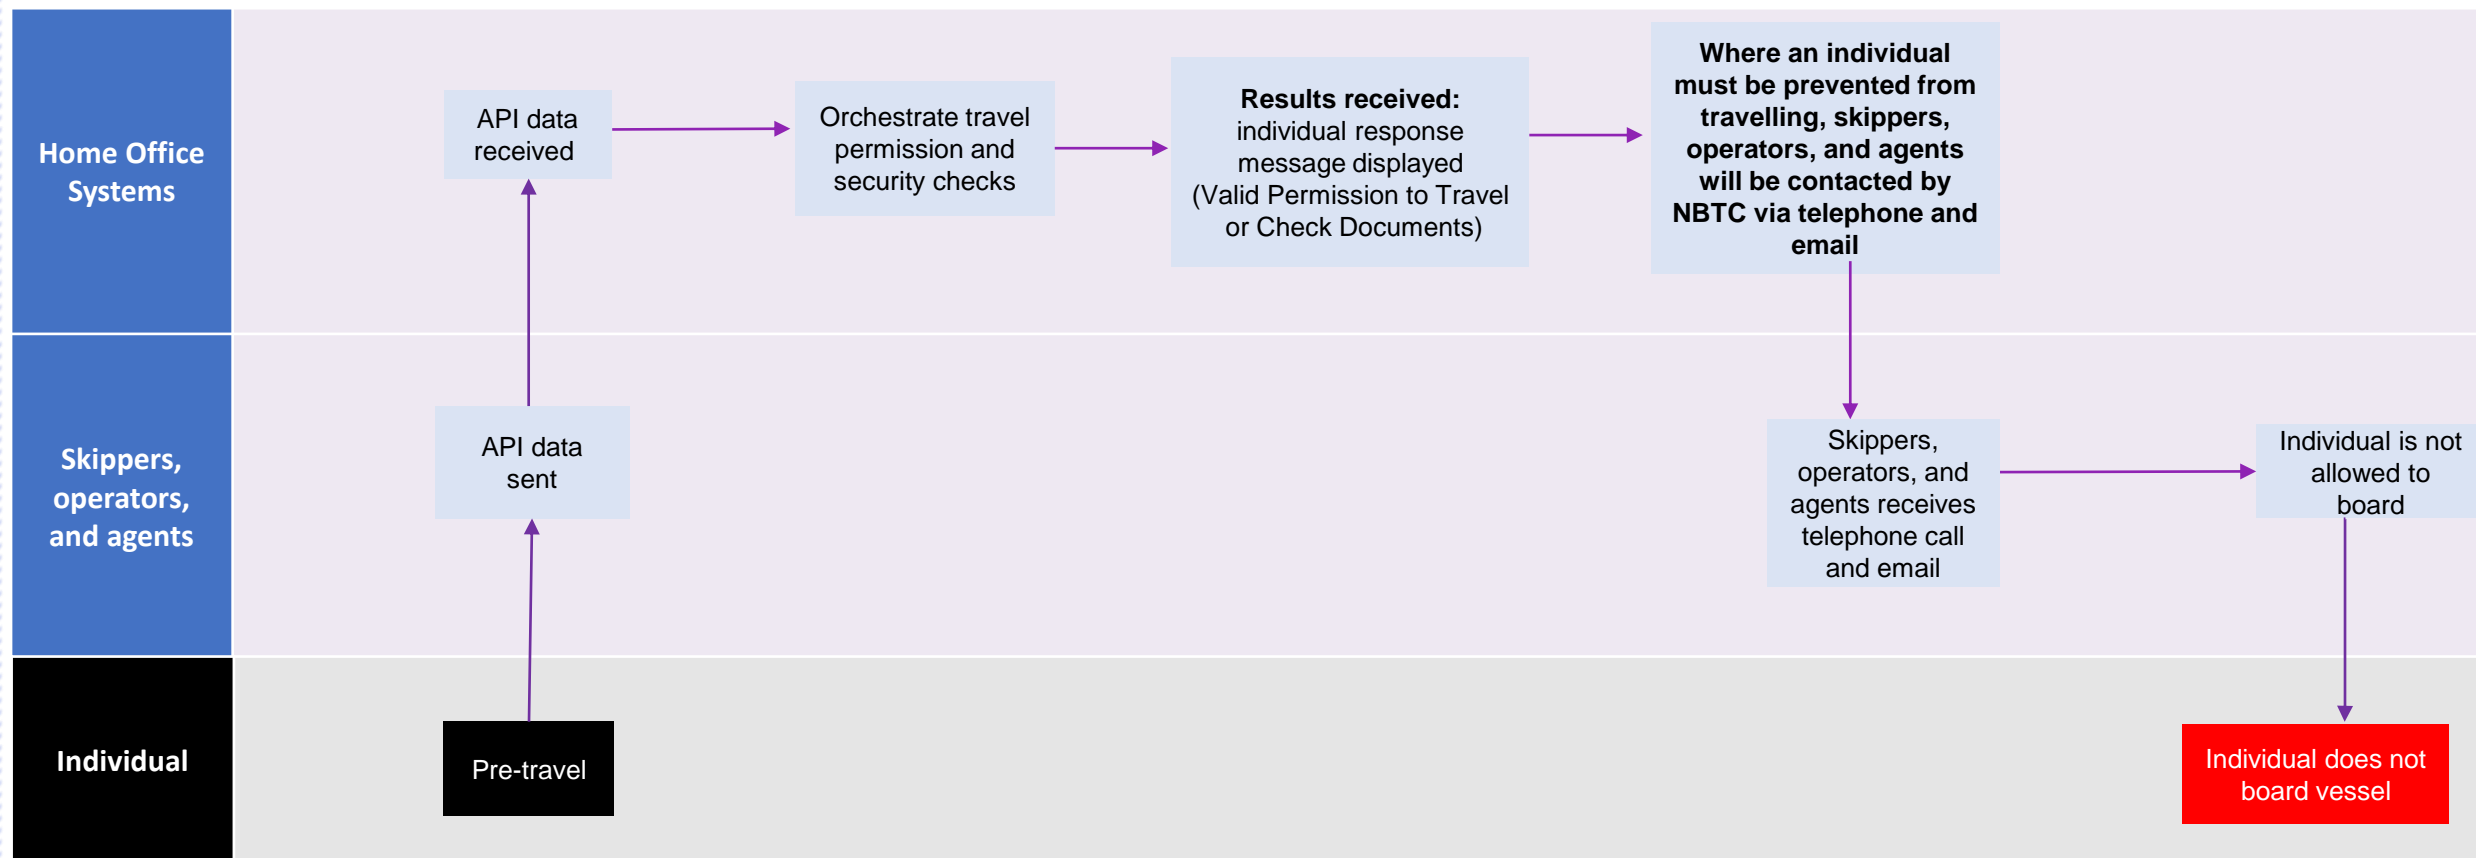 Home Office
Systems
API data
received
Orchestrate travel
permission and
security checks
Results received:
individual response
message displayed
(Valid Permission to Travel
or Check Documents)
Where an individual
must be prevented from
travelling, skippers,
operators, and agents
will be contacted by
NBTC via telephone and
email
Skippers,
operators,
and agents
API data
sent
Skippers,
operators, and
agents receives
telephone call
and email
Individual is not
allowed to
board
Individual
Pre-travel
Individual does not
board vessel